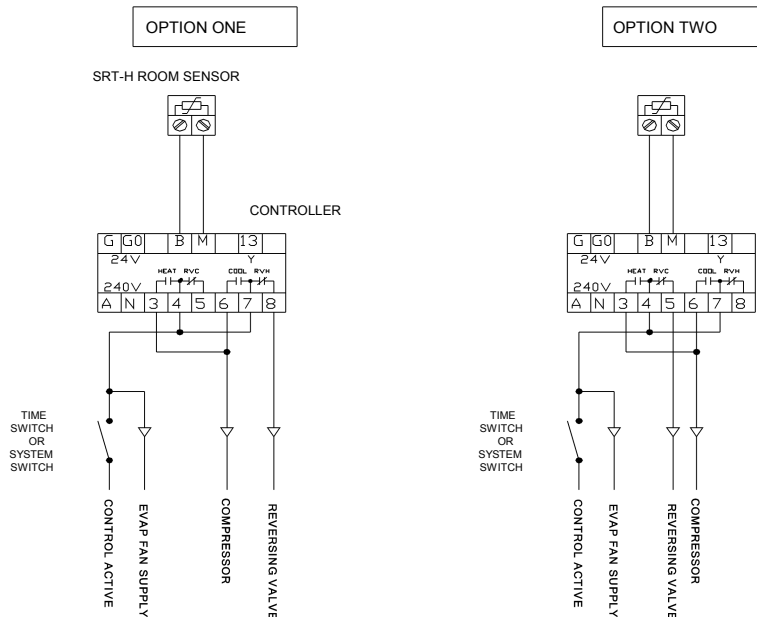 OPTION ONE
OPTION TWO
SRT-H ROOM SENSOR
CONTROLLER
G G0 B M 13
24V Y
HEAT RVC COOL RVH
240V
A N 3 4 5 6 7 8
TIME
SWITCH
OR
SYSTEM
SWITCH
CONTROL ACTIVE
EVAP FAN SUPPLY
COMPRESSOR
REVERSING VALVE
G G0 B M 13
24V Y
HEAT RVC COOL RVH
240V
A N 3 4 5 6 7 8
TIME
SWITCH
OR
SYSTEM
SWITCH
CONTROL ACTIVE
EVAP FAN SUPPLY
REVERSING VALVE
COMPRESSOR